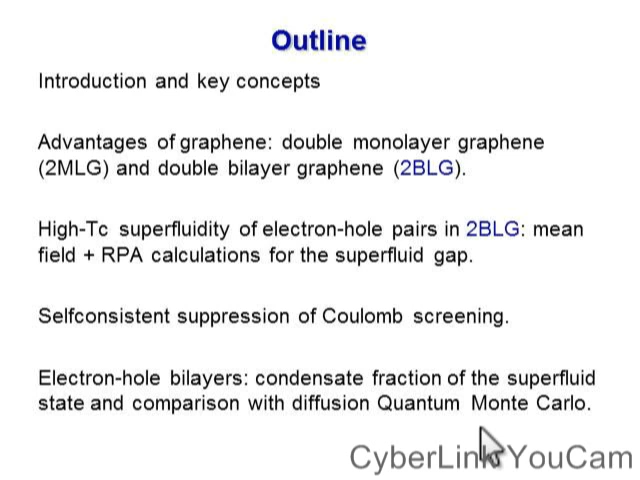 Outline
Introduction and key concepts
Advantages of graphene: double monolayer graphene
(2MLG) and double bilayer graphene (2BLG).
High-Tc superfluidity of electron-hole pairs in 2BLG: mean
field + RPA calculations for the superfluid gap.
Selfconsistent suppression of Coulomb screening.
Electron-hole bilayers: condensate fraction of the superfluid
state and comparison with diffusion Quantum Monte Carlo.
CyberLink YouCam